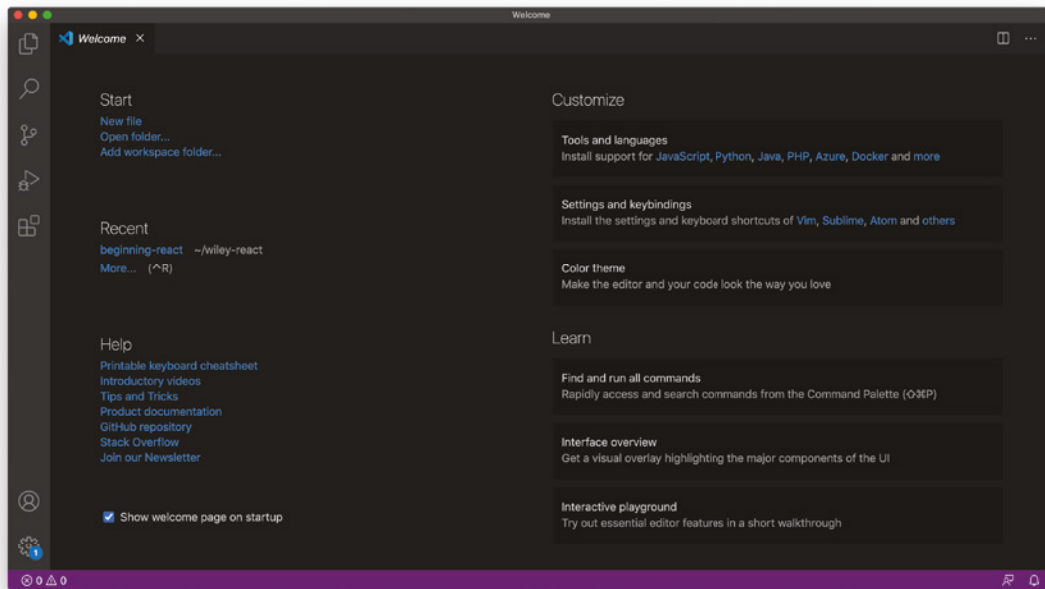 Welcome
Welcome
Start
New file
Open folder...
Add workspace folder...
Recent
beginning-react ~/wiley-react
More... (^R)
Help
Printable keyboard cheatsheet
Introductory videos
Tips and Tricks
Product documentation
GitHub repository
Stack Overflow
Join our Newsletter
Show welcome page on startup
Customize
Tools and languages
Install support for JavaScript, Python, Java, PHP, Azure, Docker and more
Settings and keybindings
Install the settings and keyboard shortcuts of Vim, Sublime, Atom and others
Color theme
Make the editor and your code look the way you love
Learn
Find and run all commands
Rapidly access and search commands from the Command Palette (⇧⌘P)
Interface overview
Get a visual overlay highlighting the major components of the UI
Interactive playground
Try out essential editor features in a short walkthrough
1
0 0